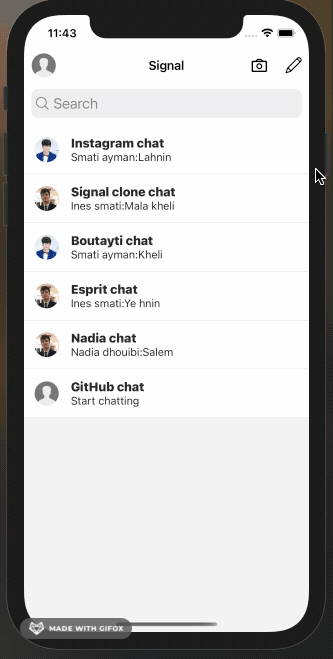 11:43
Signal
Search
Instagram chat
Smati ayman:Lahnin
Signal clone chat
Ines smati:Mala kheli
Boutayti chat
Smati ayman:Kheli
Esprit chat
Ines smati:Ye hnin
Nadia chat
Nadia dhouibi:Salem
GitHub chat
Start chatting
MADE WITH GIFOX